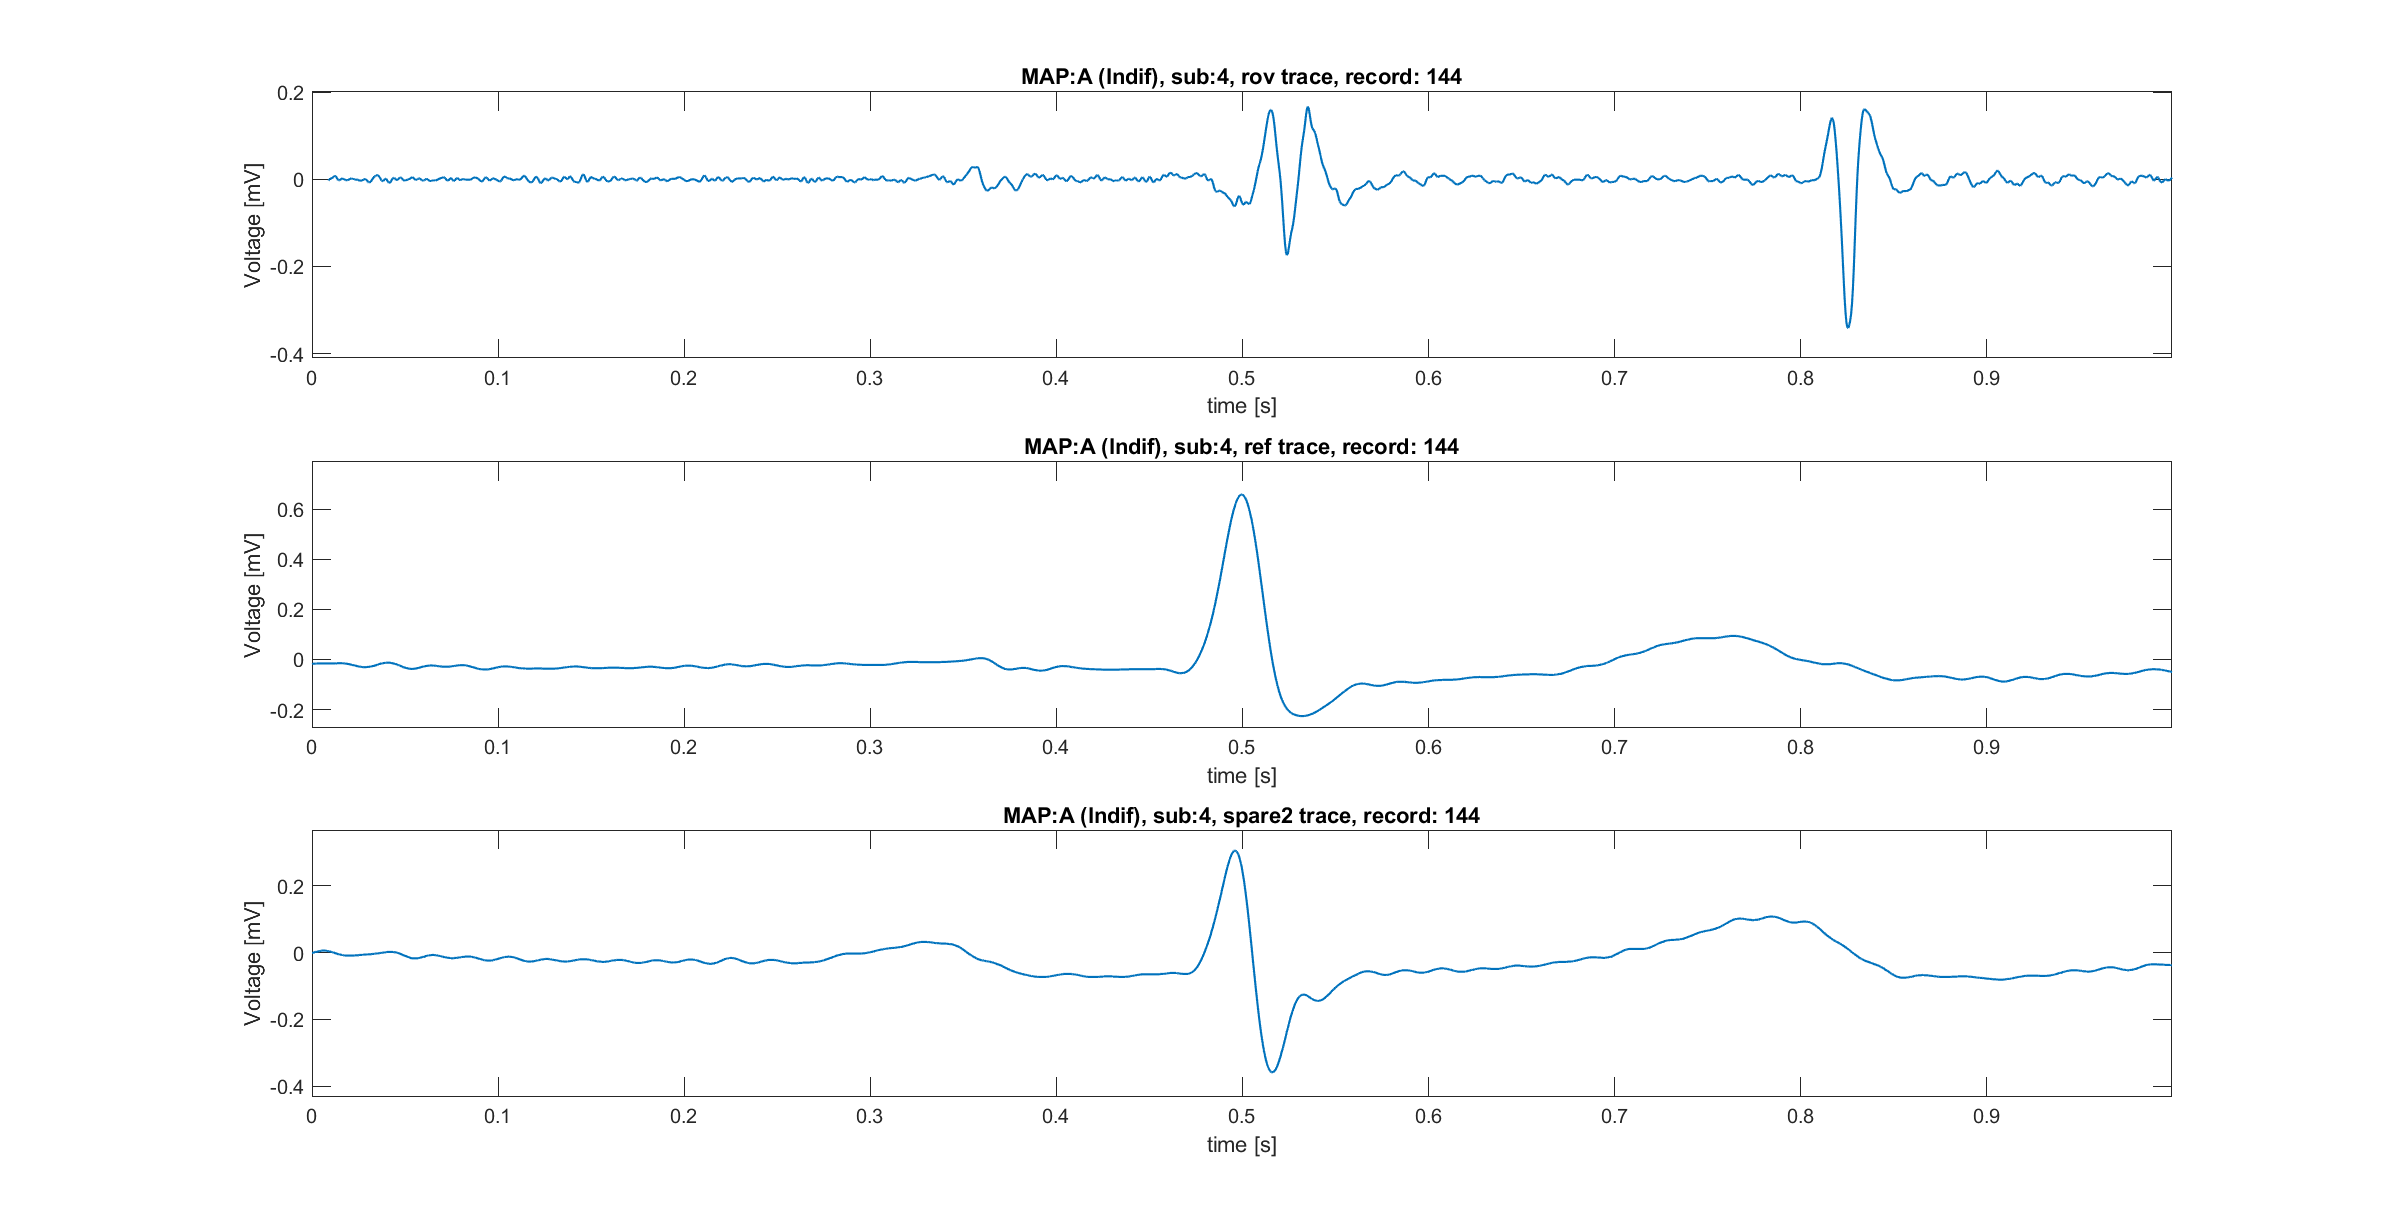 MAP:A (Indif), sub:4, rov trace, record: 144
Voltage [mV]
0.2
0
-0.2
-0.4
0 0.1 0.2 0.3 0.4 0.5 0.6 0.7 0.8 0.9
time [s]
MAP:A (Indif), sub:4, ref trace, record: 144
Voltage [mV]
0.6
0.4
0.2
0
-0.2
0 0.1 0.2 0.3 0.4 0.5 0.6 0.7 0.8 0.9
time [s]
MAP:A (Indif), sub:4, spare2 trace, record: 144
Voltage [mV]
0.2
0
-0.2
-0.4
0 0.1 0.2 0.3 0.4 0.5 0.6 0.7 0.8 0.9
time [s]